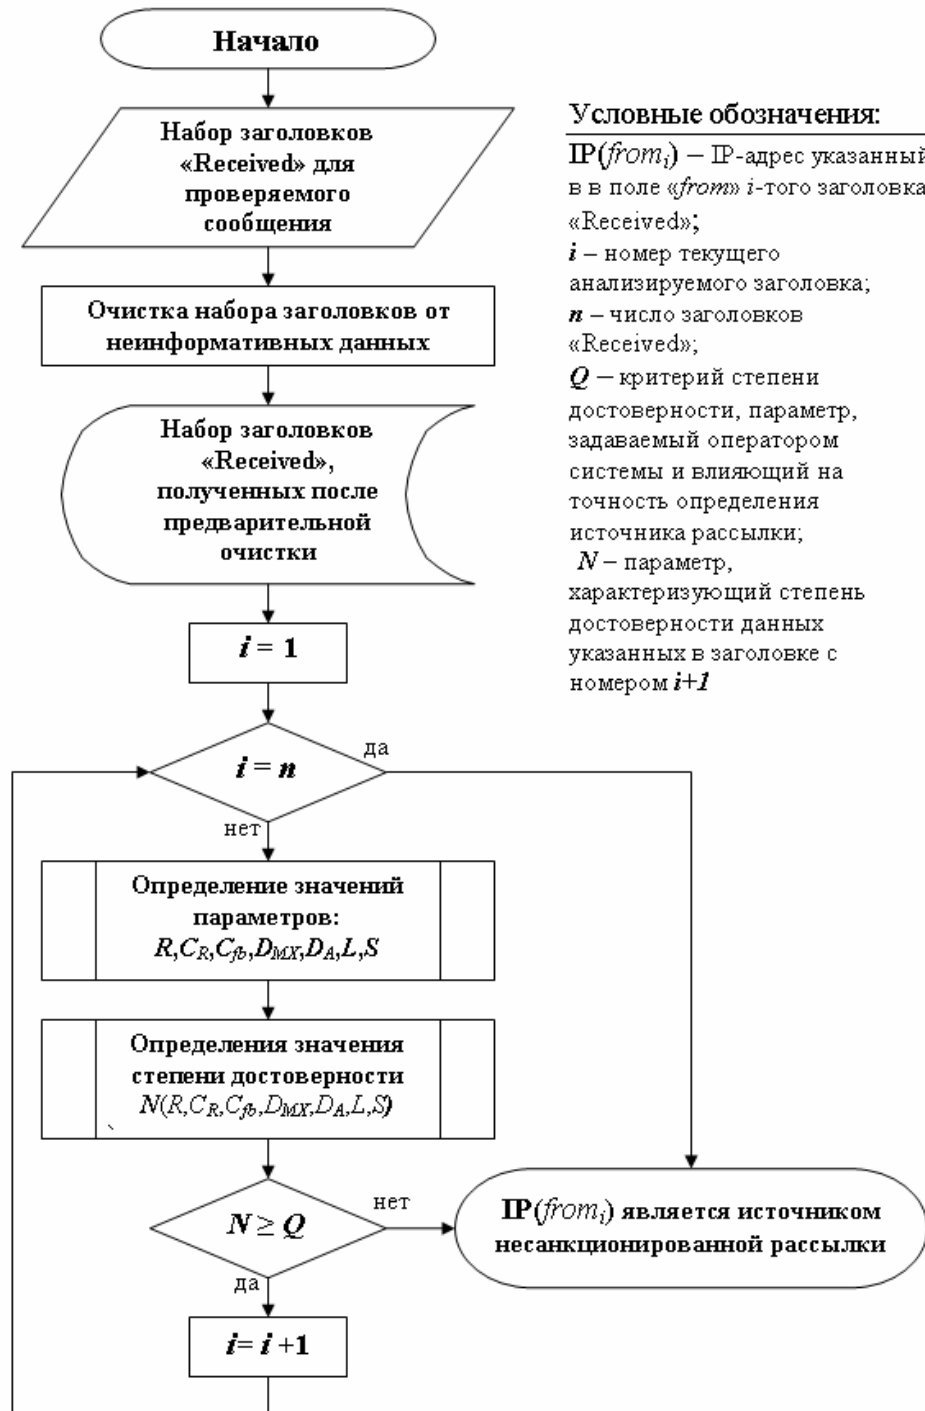 Начало
Набор заголовков
«Received» для
проверяемого
сообщения
Очистка набора заголовков от
неинформативных данных
Набор заголовков
«Received»,
полученных после
предварительной
очистки
i = 1
i = n
да
нет
Определение значений
параметров:
R,C_R,C_fb,D_MX,D_A,L,S
Определения значения
степени достоверности
N(R,C_R,C_fb,D_MX,D_A,L,S)
N ≥ Q
нет
да
i= i +1
IP(from_i) является источником
несанкционированной рассылки
Условные обозначения:
IP(from_i) – IP-адрес указанный
в в поле «from» i-того заголовка
«Received»;
i – номер текущего
анализируемого заголовка;
n – число заголовков
«Received»;
Q – критерий степени
достоверности, параметр,
задаваемый оператором
системы и влияющий на
точность определения
источника рассылки;
N – параметр,
характеризующий степень
достоверности данных
указанных в заголовке с
номером i+1